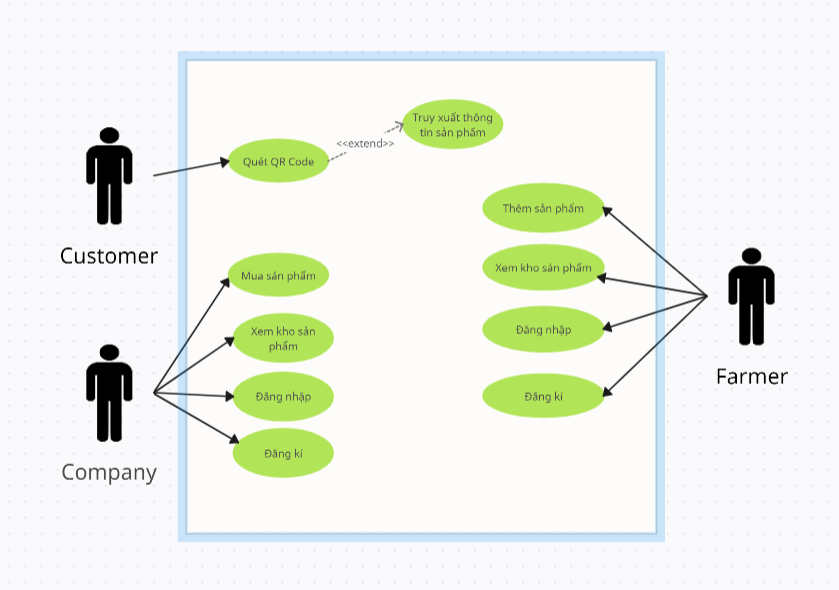 Truy xuất thông
tin sản phẩm
<<extend>>
Quét QR Code
Customer
Thêm sản phẩm
Xem kho sản phẩm
Đăng nhập
Đăng kí
Farmer
Mua sản phẩm
Xem kho sản
phẩm
Đăng nhập
Đăng kí
Company